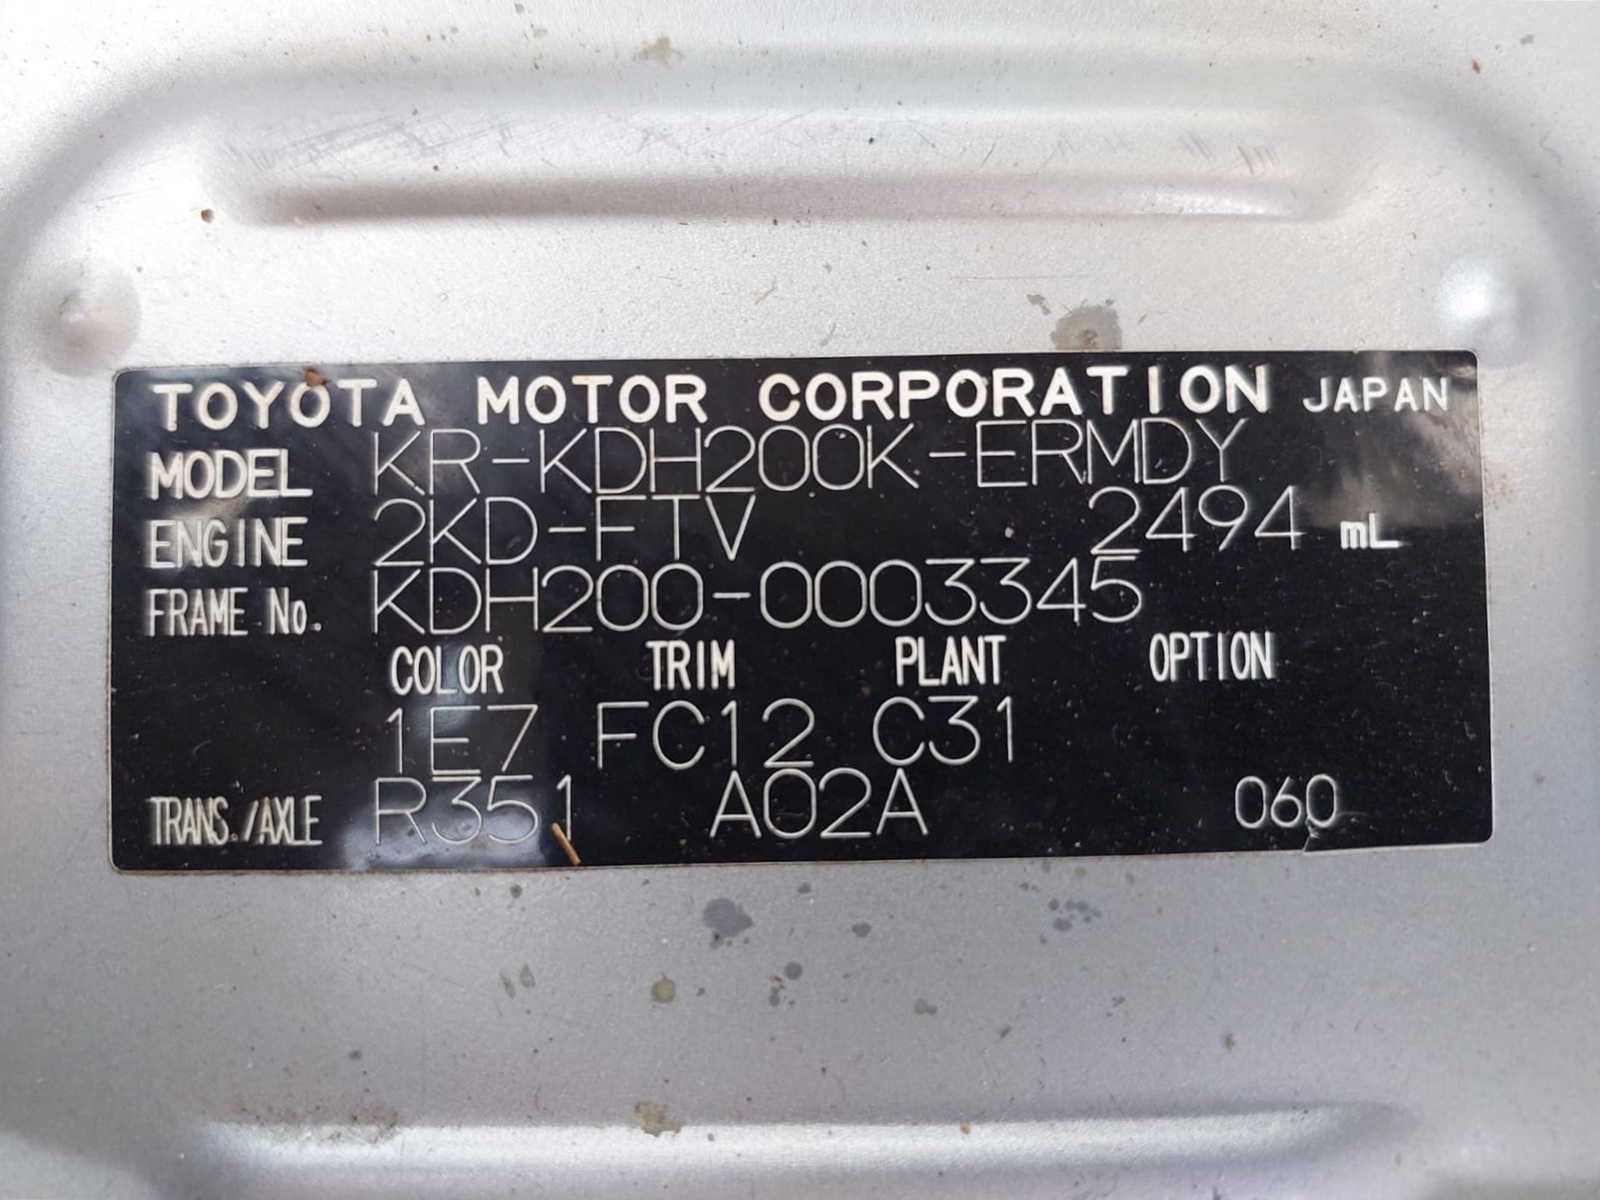 TOYOTA MOTOR CORPORATION JAPAN
MODEL KR-KDH200K-ERMDY
ENGINE 2KD-FTV 2494 mL
FRAME No. KDH200-0003345
COLOR TRIM PLANT OPTION
1E7 FC12 C31
TRANS./AXLE R351 A02A 060